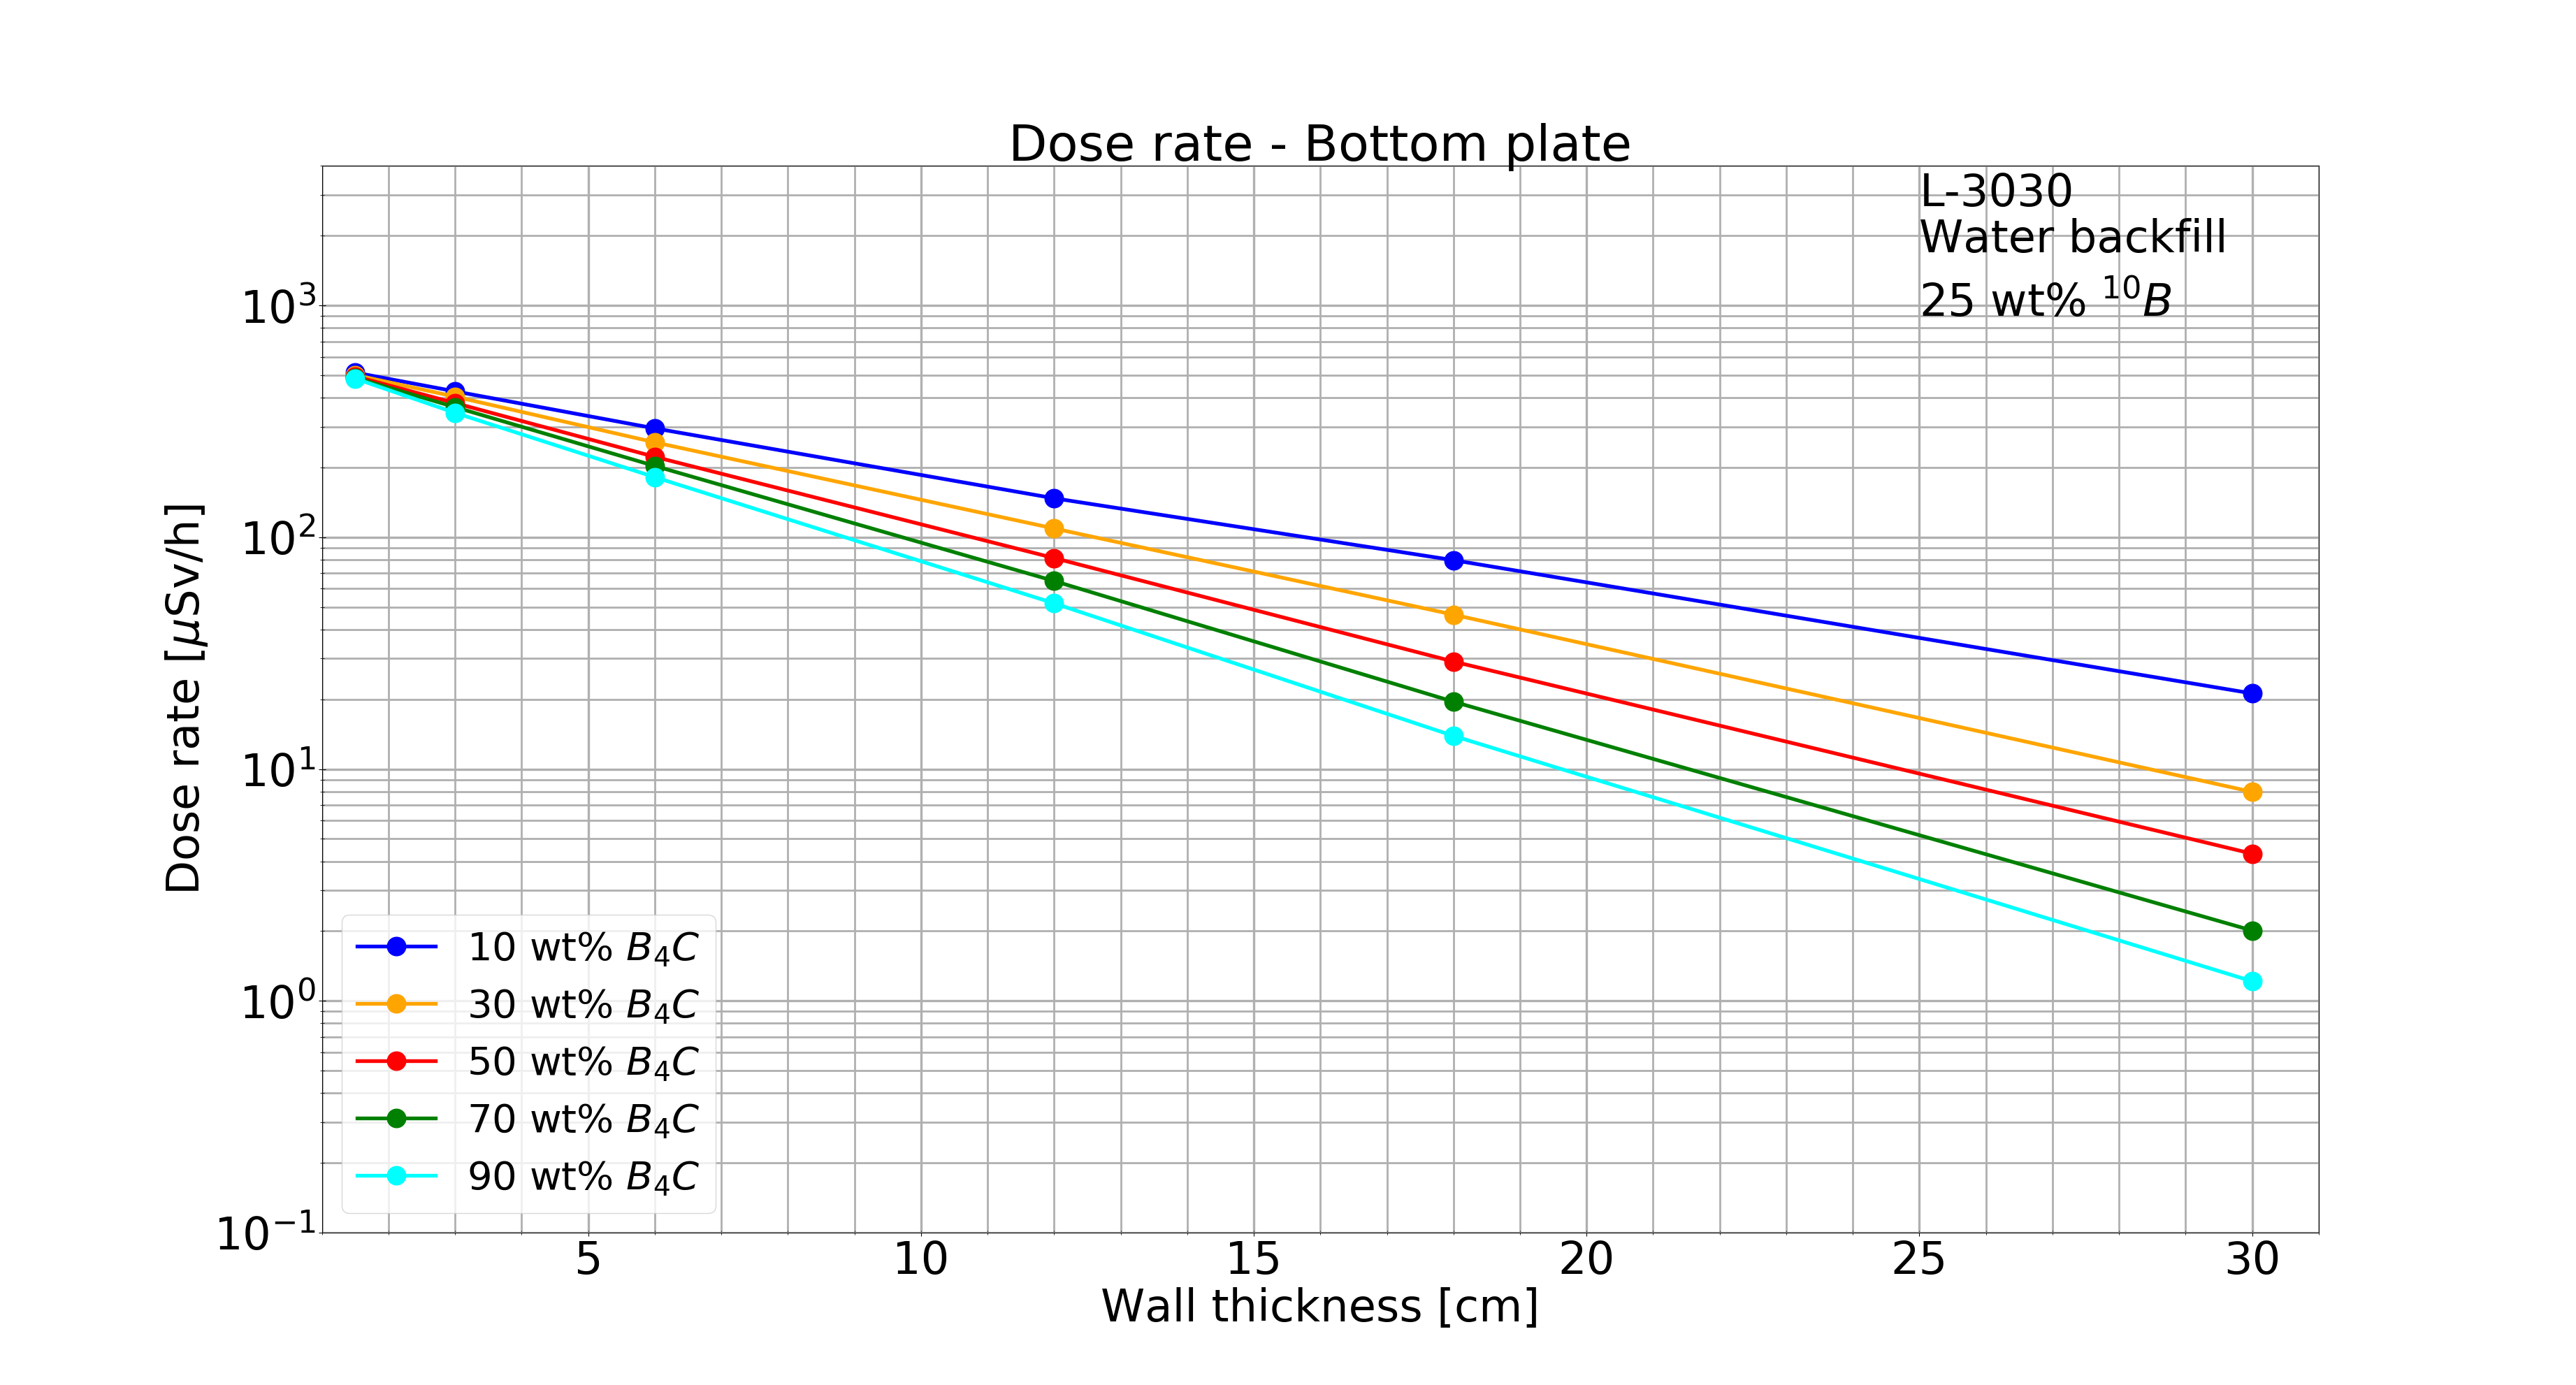 Dose rate - Bottom plate
L-3030
Water backfill
25 wt% ¹⁰B
Dose rate [μSv/h]
10³
10²
10¹
10⁰
10⁻¹
10 wt% B₄C
30 wt% B₄C
50 wt% B₄C
70 wt% B₄C
90 wt% B₄C
5 10 15 20 25 30
Wall thickness [cm]